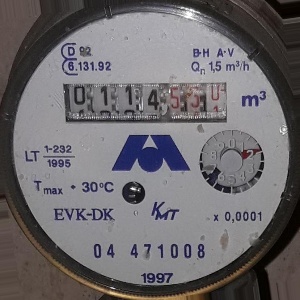 D 92
C 6.131.92
B·H A·V
Qn 1,5 m³/h
0114550
m³
LT 1-232
1995
Tmax + 30°C
EVK-DK
KMT
x 0,0001
04 471008
1997